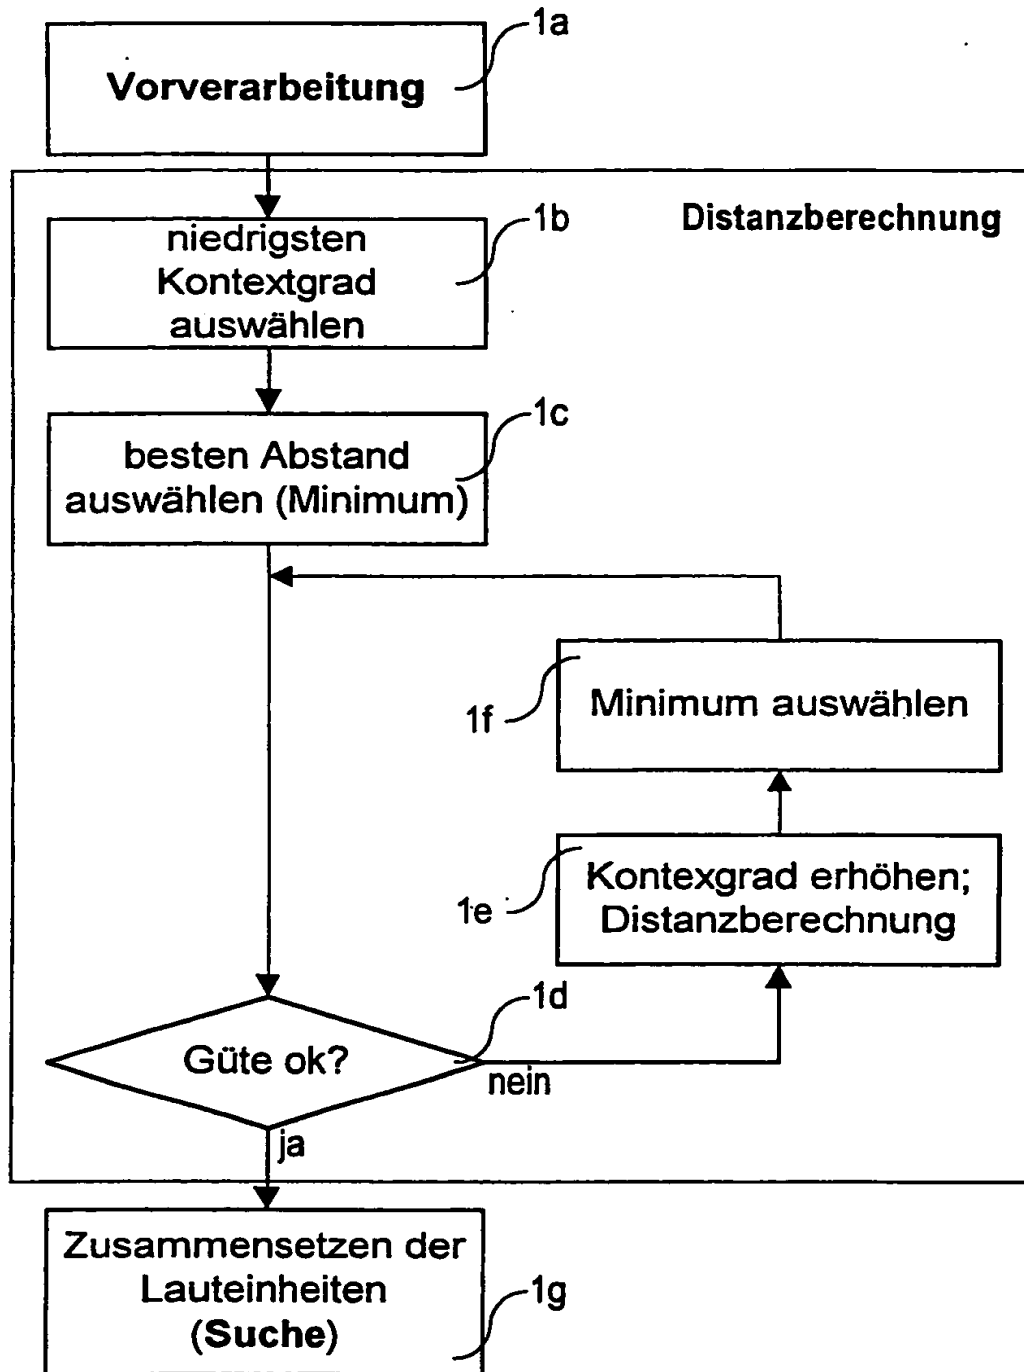 1a
Vorverarbeitung
Distanzberechnung
1b
niedrigsten
Kontextgrad
auswählen
1c
besten Abstand
auswählen (Minimum)
1f
Minimum auswählen
1e
Kontexgrad erhöhen;
Distanzberechnung
1d
Güte ok?
nein
ja
Zusammensetzen der
Lauteinheiten
(Suche)
1g